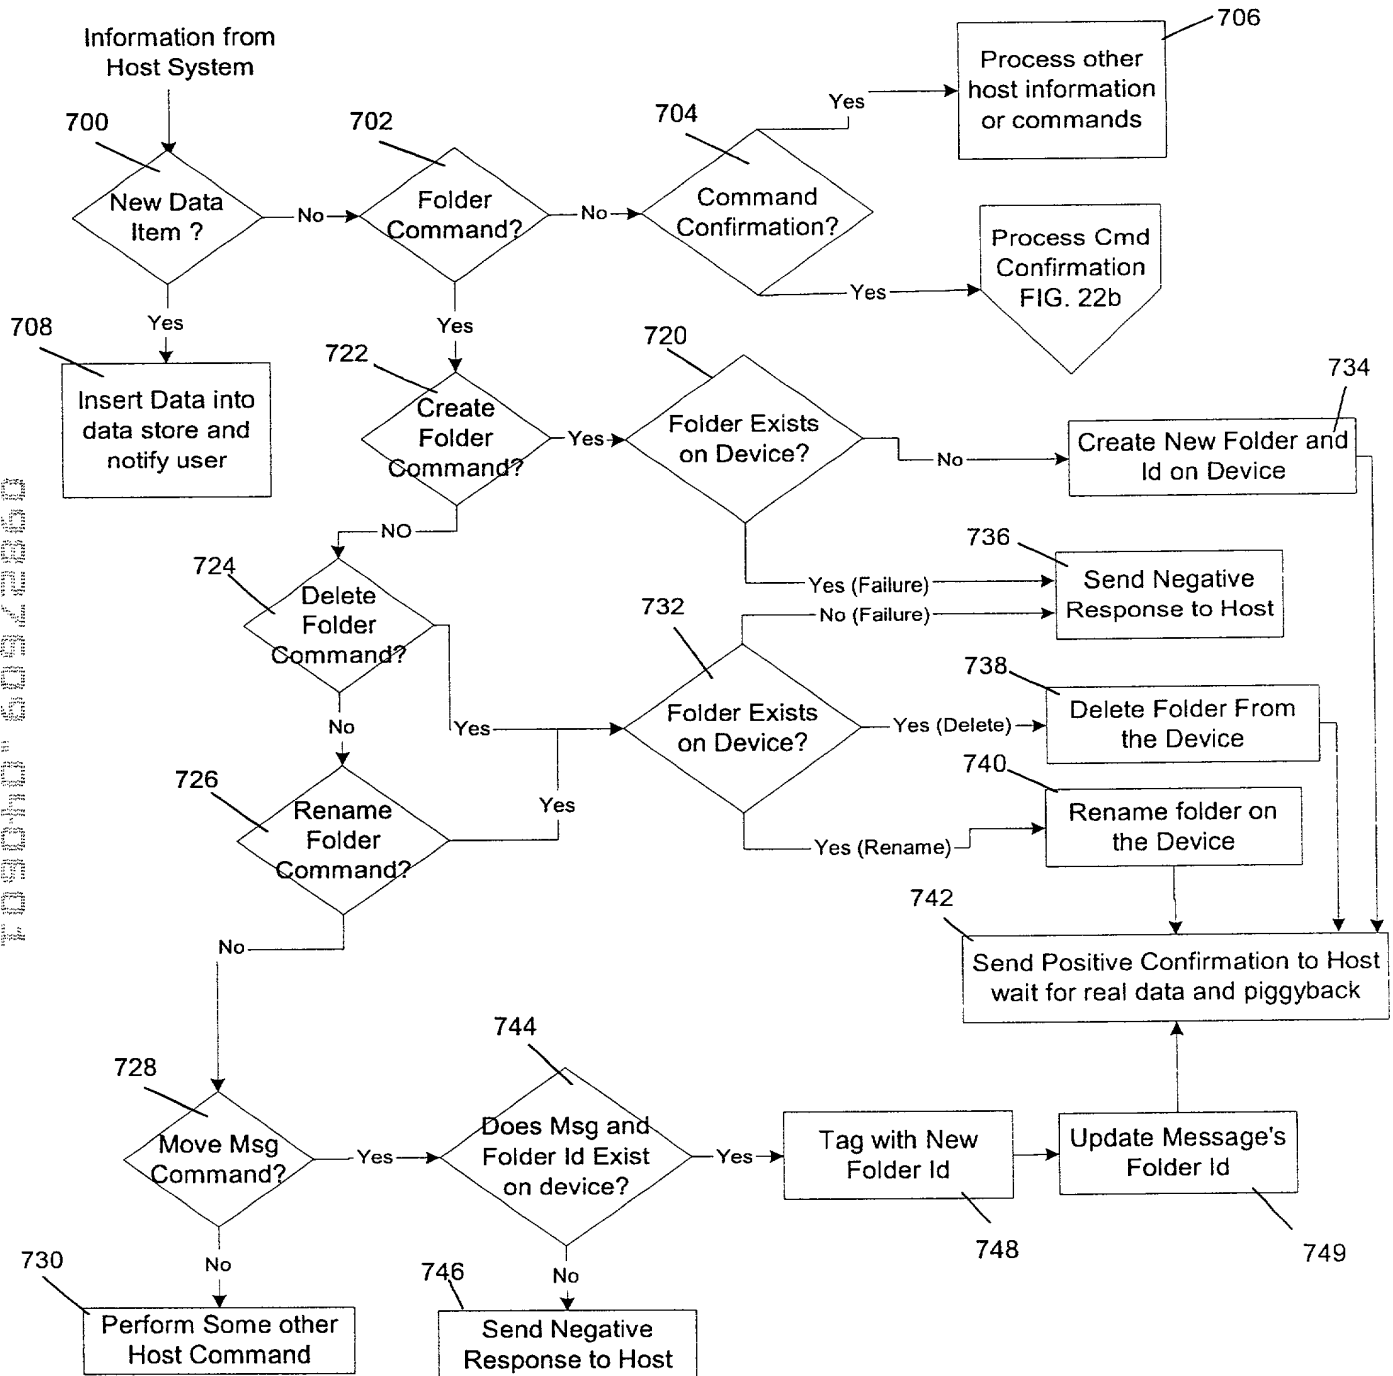 Information from
Host System
706
Process other
host information
or commands
Yes
700
702
704
New Data
Item ?
No
Folder
Command?
No
Command
Confirmation?
Process Cmd
Confirmation
FIG. 22b
Yes
Yes
Yes
708
Insert Data into
data store and
notify user
722
Create
Folder
Command?
Yes
720
Folder Exists
on Device?
No
734
Create New Folder and
Id on Device
NO
724
Delete
Folder
Command?
Yes (Failure)
736
Send Negative
Response to Host
No (Failure)
732
Folder Exists
on Device?
Yes
No
Yes (Delete)
738
Delete Folder From
the Device
726
Rename
Folder
Command?
Yes
Yes (Rename)
740
Rename folder on
the Device
No
742
Send Positive Confirmation to Host
wait for real data and piggyback
728
Move Msg
Command?
Yes
744
Does Msg and
Folder Id Exist
on device?
Yes
Tag with New
Folder Id
748
Update Message's
Folder Id
749
No
730
Perform Some other
Host Command
No
746
Send Negative
Response to Host